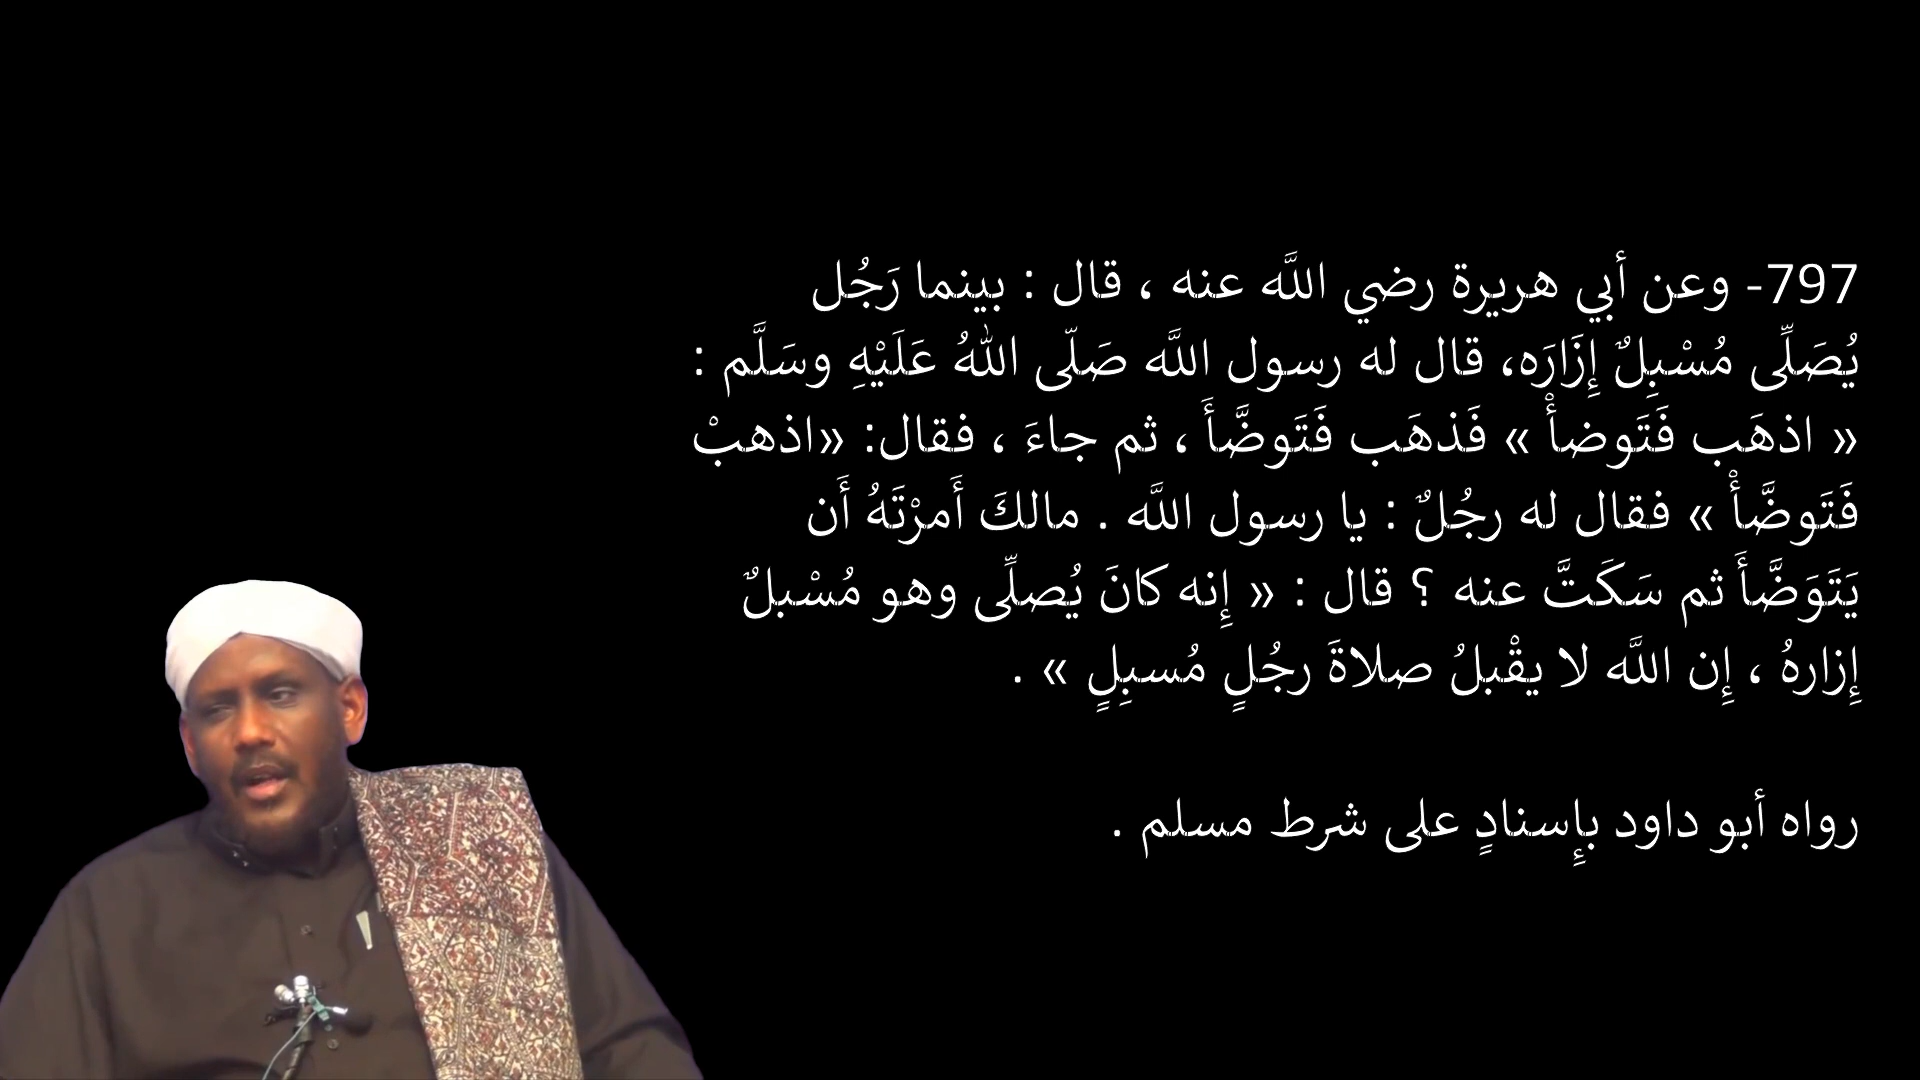 797- وعن أبي هريرة رضي اللَّه عنه ، قال : بينما رَجُل
يُصَلِّى مُسْبِلٌ إِزَارَه، قال له رسول اللَّه صَلّى اللهُ عَلَيْهِ وسَلَّم :
« اذهَب فَتَوضأْ » فَذهَب فَتَوضَّأَ ، ثم جاءَ ، فقال: «اذهبْ
فَتَوضَّأْ » فقال له رجُلٌ : يا رسول اللَّه . مالكَ أَمرْتَهُ أَن
يَتَوَضَّأَ ثم سَكَتَّ عنه ؟ قال : « إِنه كانَ يُصلِّى وهو مُسْبلٌ
إِزارهُ ، إِن اللَّه لا يقْبلُ صلاةَ رجُلٍ مُسبِلٍ » .
رواه أبو داود بإِسنادٍ على شرط مسلم .